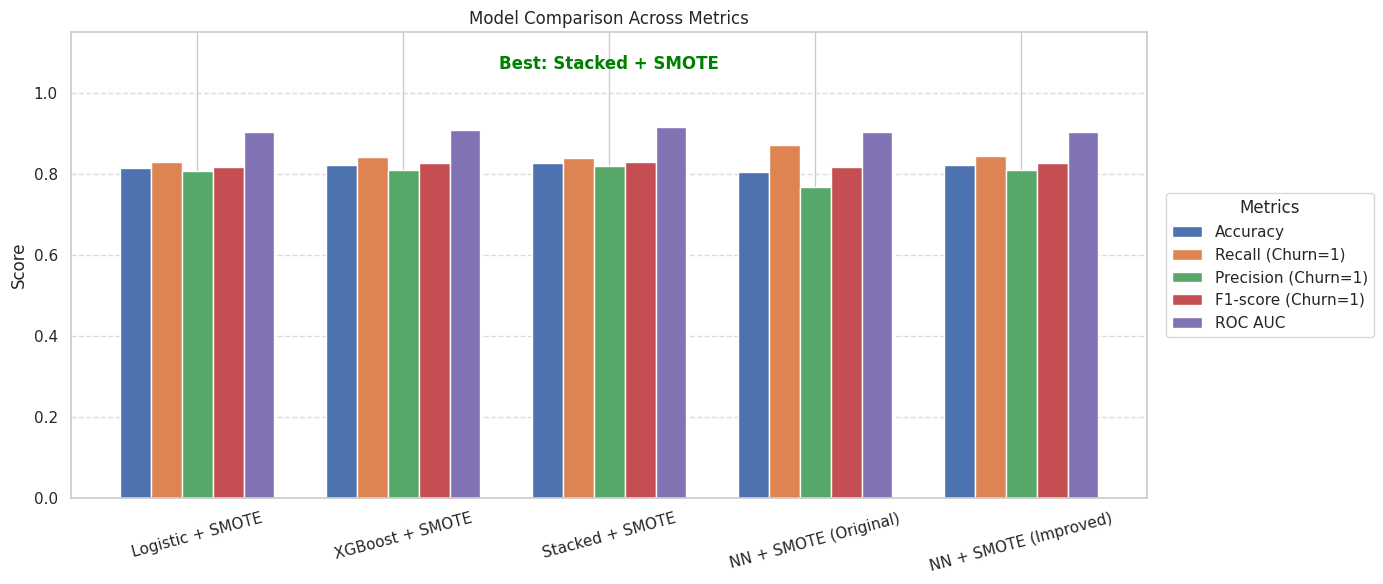 Model Comparison Across Metrics
Best: Stacked + SMOTE
1.0
0.8
0.6
0.4
0.2
0.0
Score
Logistic + SMOTE
XGBoost + SMOTE
Stacked + SMOTE
NN + SMOTE (Original)
NN + SMOTE (Improved)
Metrics
Accuracy
Recall (Churn=1)
Precision (Churn=1)
F1-score (Churn=1)
ROC AUC